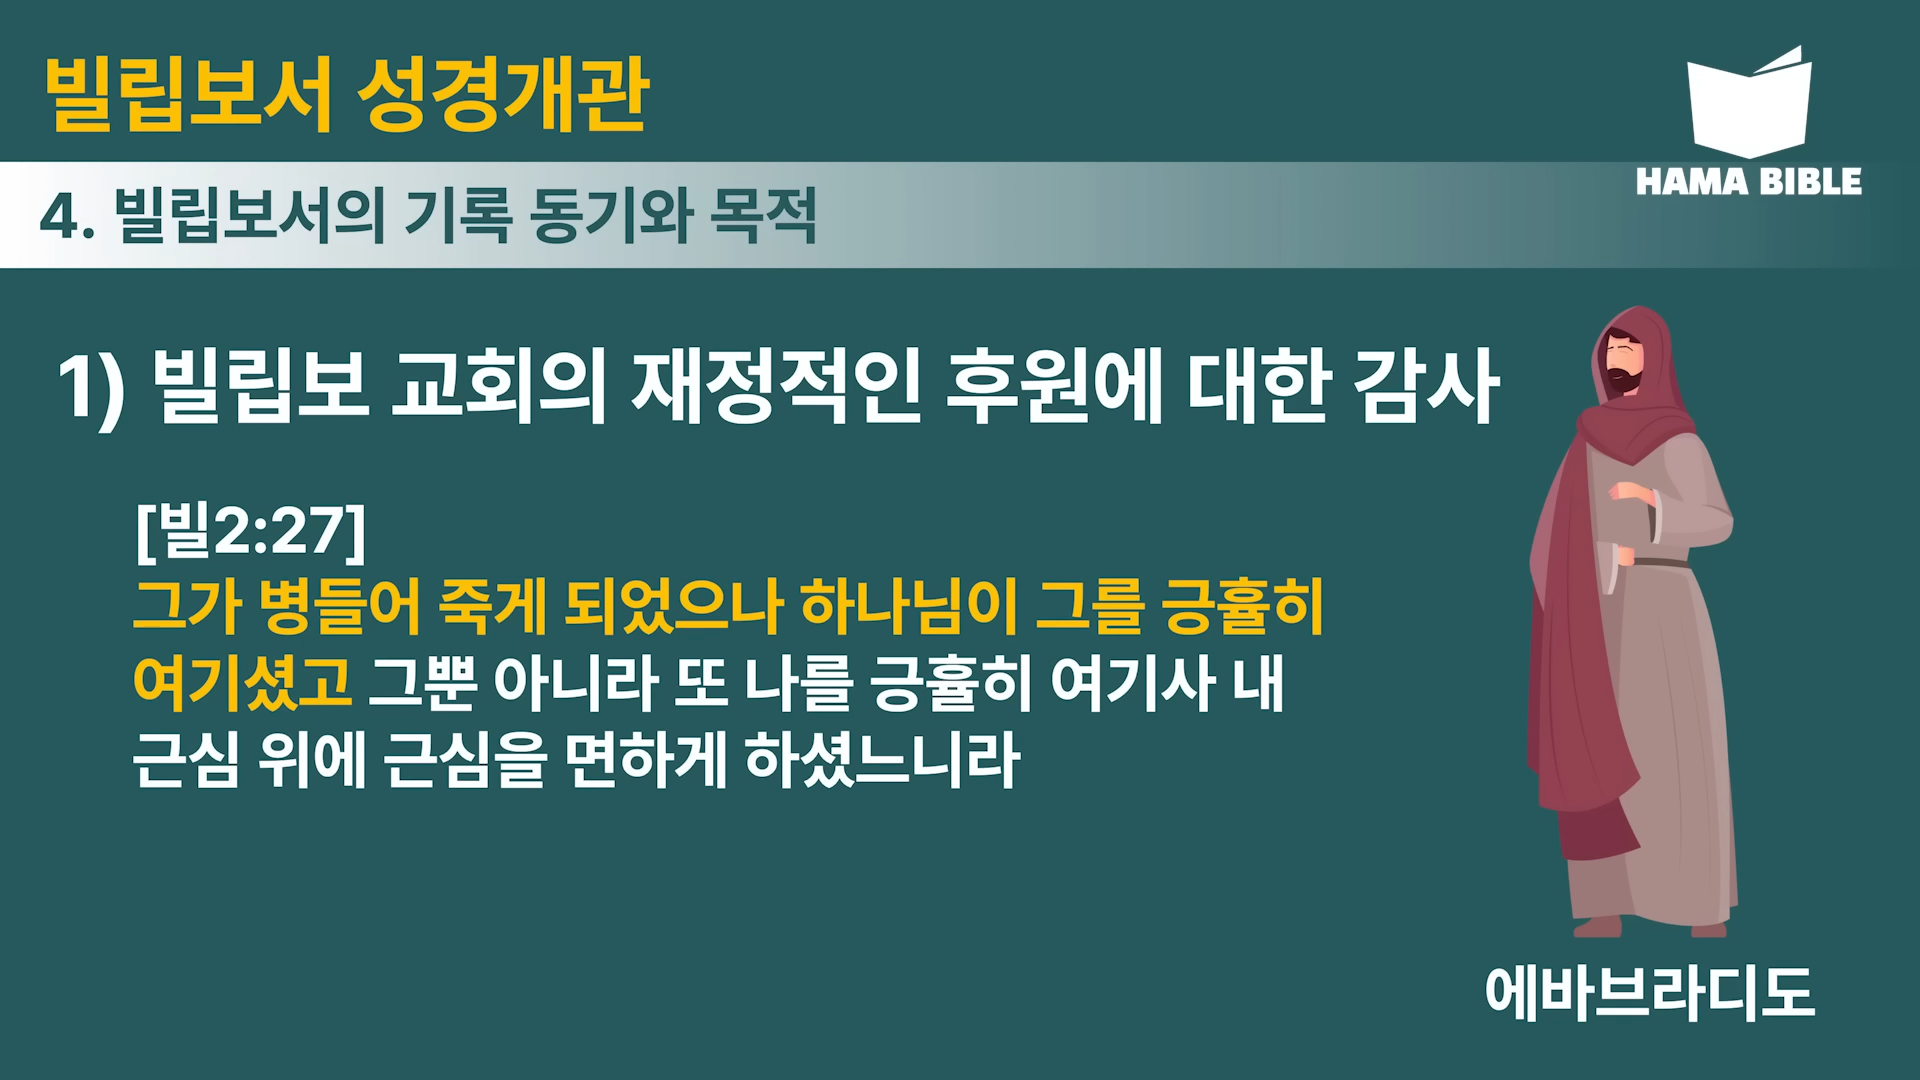 빌립보서 성경개관
HAMA BIBLE
4. 빌립보서의 기록 동기와 목적
1) 빌립보 교회의 재정적인 후원에 대한 감사
[빌2:27]
그가 병들어 죽게 되었으나 하나님이 그를 긍휼히
여기셨고 그뿐 아니라 또 나를 긍휼히 여기사 내
근심 위에 근심을 면하게 하셨느니라
에바브라디도